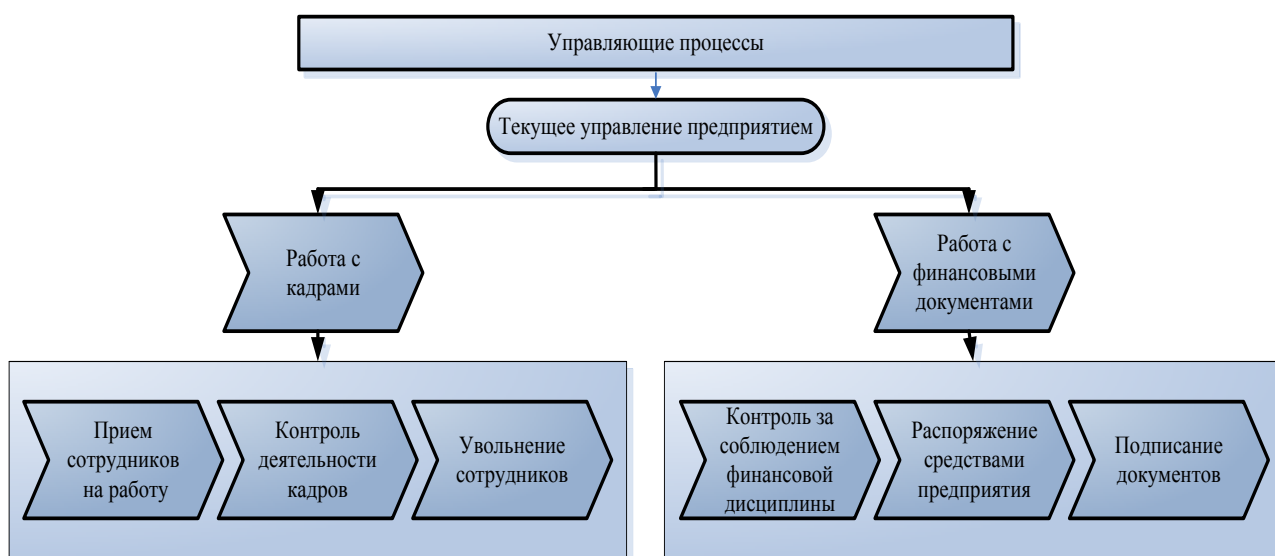 Управляющие процессы
Текущее управление предприятием
Работа с
кадрами
Работа с
финансовыми
документами
Прием
сотрудников
на работу
Контроль
деятельности
кадров
Увольнение
сотрудников
Контроль за
соблюдением
финансовой
дисциплины
Распоряжение
средствами
предприятия
Подписание
документов